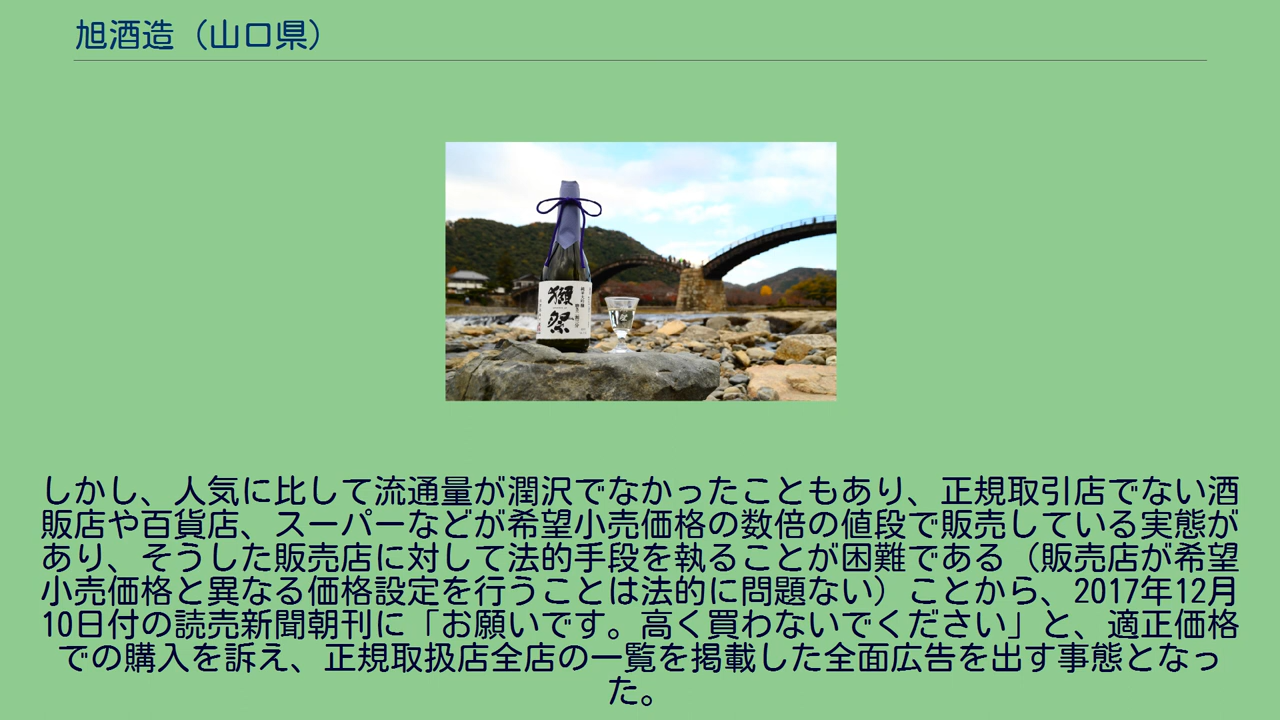 旭酒造（山口県）
獺
祭
しかし、人気に比して流通量が潤沢でなかったこともあり、正規取引店でない酒
販店や百貨店、スーパーなどが希望小売価格の数倍の値段で販売している実態が
あり、そうした販売店に対して法的手段を執ることが困難である（販売店が希望
小売価格と異なる価格設定を行うことは法的に問題ない）ことから、2017年12月
10日付の読売新聞朝刊に「お願いです。高く買わないでください」と、適正価格
での購入を訴え、正規取扱店全店の一覧を掲載した全面広告を出す事態となっ
た。